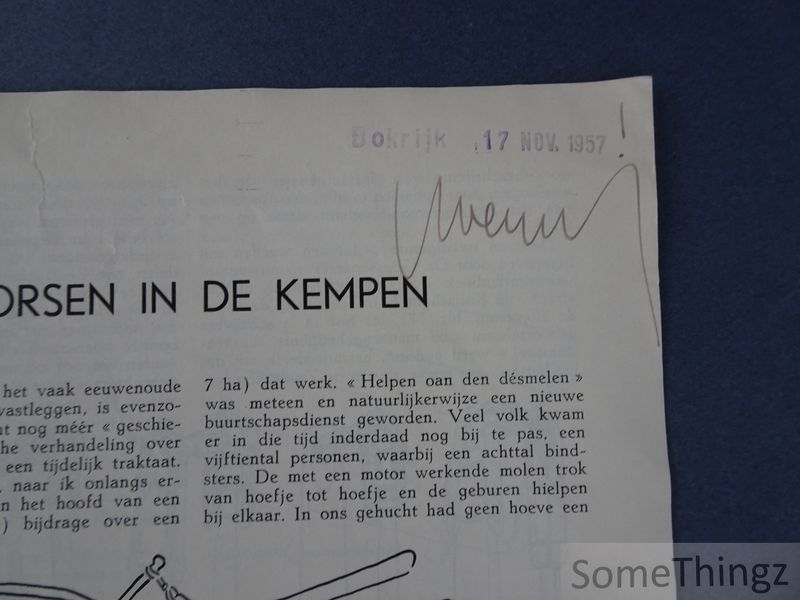 Bokrijk 17 NOV. 1957
ORSEN IN DE KEMPEN
het vaak eeuwenoude
vastleggen, is evenzo-
nt nog méér « geschie-
he verhandeling over
een tijdelijk traktaat.
, naar ík onlangs er-
n het hoofd van een
) bijdrage over een
7 ha) dat werk. « Helpen oan den désmelen »
was meteen en natuurlijkerwijze een nieuwe
buurtschapsdienst geworden. Veel volk kwam
er in die tijd inderdaad nog bij te pas, een
vijftiental personen, waarbij een achttal bind-
sters. De met een motor werkende molen trok
van hoefje tot hoefje en de geburen hielpen
bij elkaar. In ons gehucht had geen hoeve een
SomeThingz